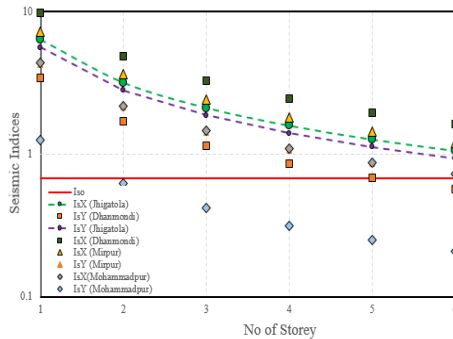 10
1
0.1
Seismic Indices
Iso
IsX (Jhigatola)
IsY (Dhanmondi)
IsY (Jhigatola)
IsX (Dhanmondi)
IsX (Mirpur)
IsY (Mirpur)
IsX(Mohammadpur)
IsY (Mohammadpur)
1 2 3 4 5
No of Storey